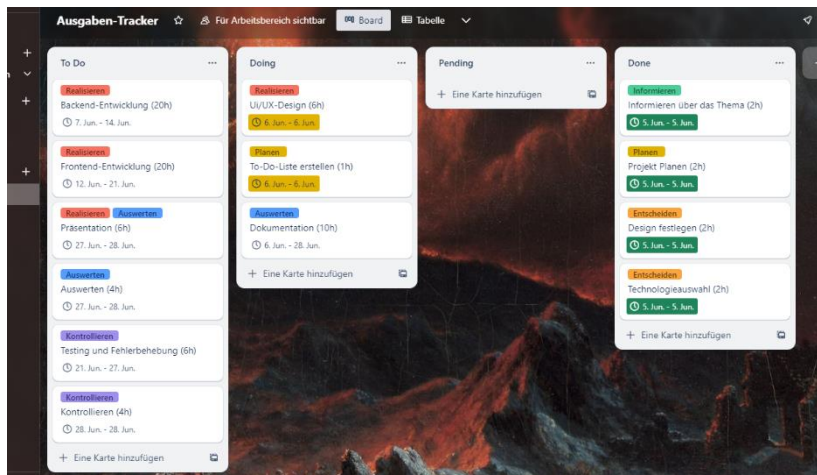 Ausgaben-Tracker Für Arbeitsbereich sichtbar Board Tabelle
To Do
Realisieren
Backend-Entwicklung (20h)
7. Jun. - 14. Jun.
Realisieren
Frontend-Entwicklung (20h)
12. Jun. - 21. Jun.
Realisieren Auswerten
Präsentation (6h)
27. Jun. - 28. Jun.
Auswerten
Auswerten (4h)
27. Jun. - 28. Jun.
Kontrollieren
Testing und Fehlerbehebung (6h)
21. Jun. - 27. Jun.
Kontrollieren
Kontrollieren (4h)
28. Jun. - 28. Jun.
+ Eine Karte hinzufügen
Doing
Realisieren
Ui/UX-Design (6h)
6. Jun. - 6. Jun.
Planen
To-Do-Liste erstellen (1h)
6. Jun. - 6. Jun.
Auswerten
Dokumentation (10h)
6. Jun. - 28. Jun.
+ Eine Karte hinzufügen
Pending
+ Eine Karte hinzufügen
Done
Informieren
Informieren über das Thema (2h)
5. Jun. - 5. Jun.
Planen
Projekt Planen (2h)
5. Jun. - 5. Jun.
Entscheiden
Design festlegen (2h)
5. Jun. - 5. Jun.
Entscheiden
Technologieauswahl (2h)
5. Jun. - 5. Jun.
+ Eine Karte hinzufügen